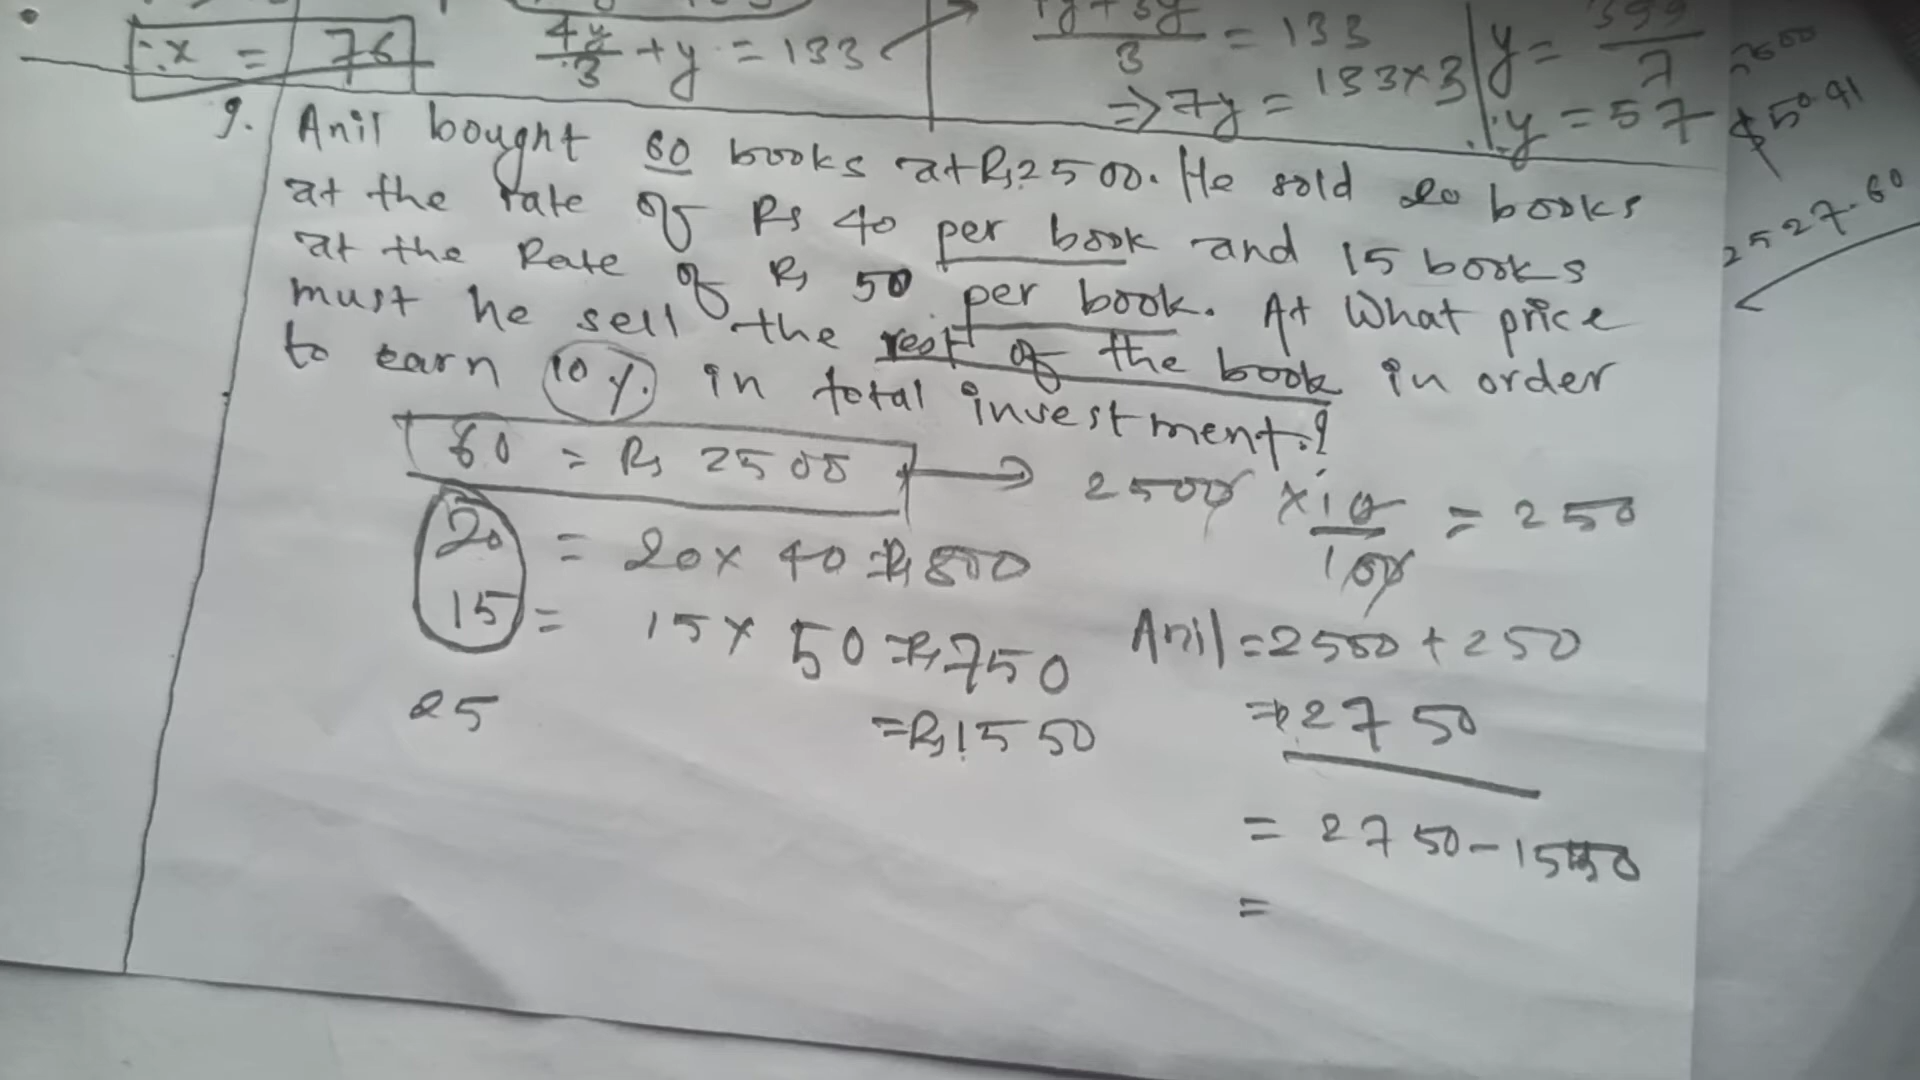 ∴x = 76
4y/3 + y = 133
= 133
3
⇒ 7y = 133×3
y = 399/7
∴y = 57
$50.91
2527.60
9. Anil bought 60 books at Rs2500. He sold 20 books
at the rate of Rs 40 per book and 15 books
at the Rate of Rs 50 per book. At What price
must he sell the rest of the book in order
to earn 10%. in total investment.?
60 = Rs 2500 → 2500 × 10/100 = 250
20 = 20 × 40 = Rs 800
15 = 15 × 50 = Rs 750
Anil = 2500 + 250
25
= Rs 1550
⇒ 2750
= 2750 - 1550
=